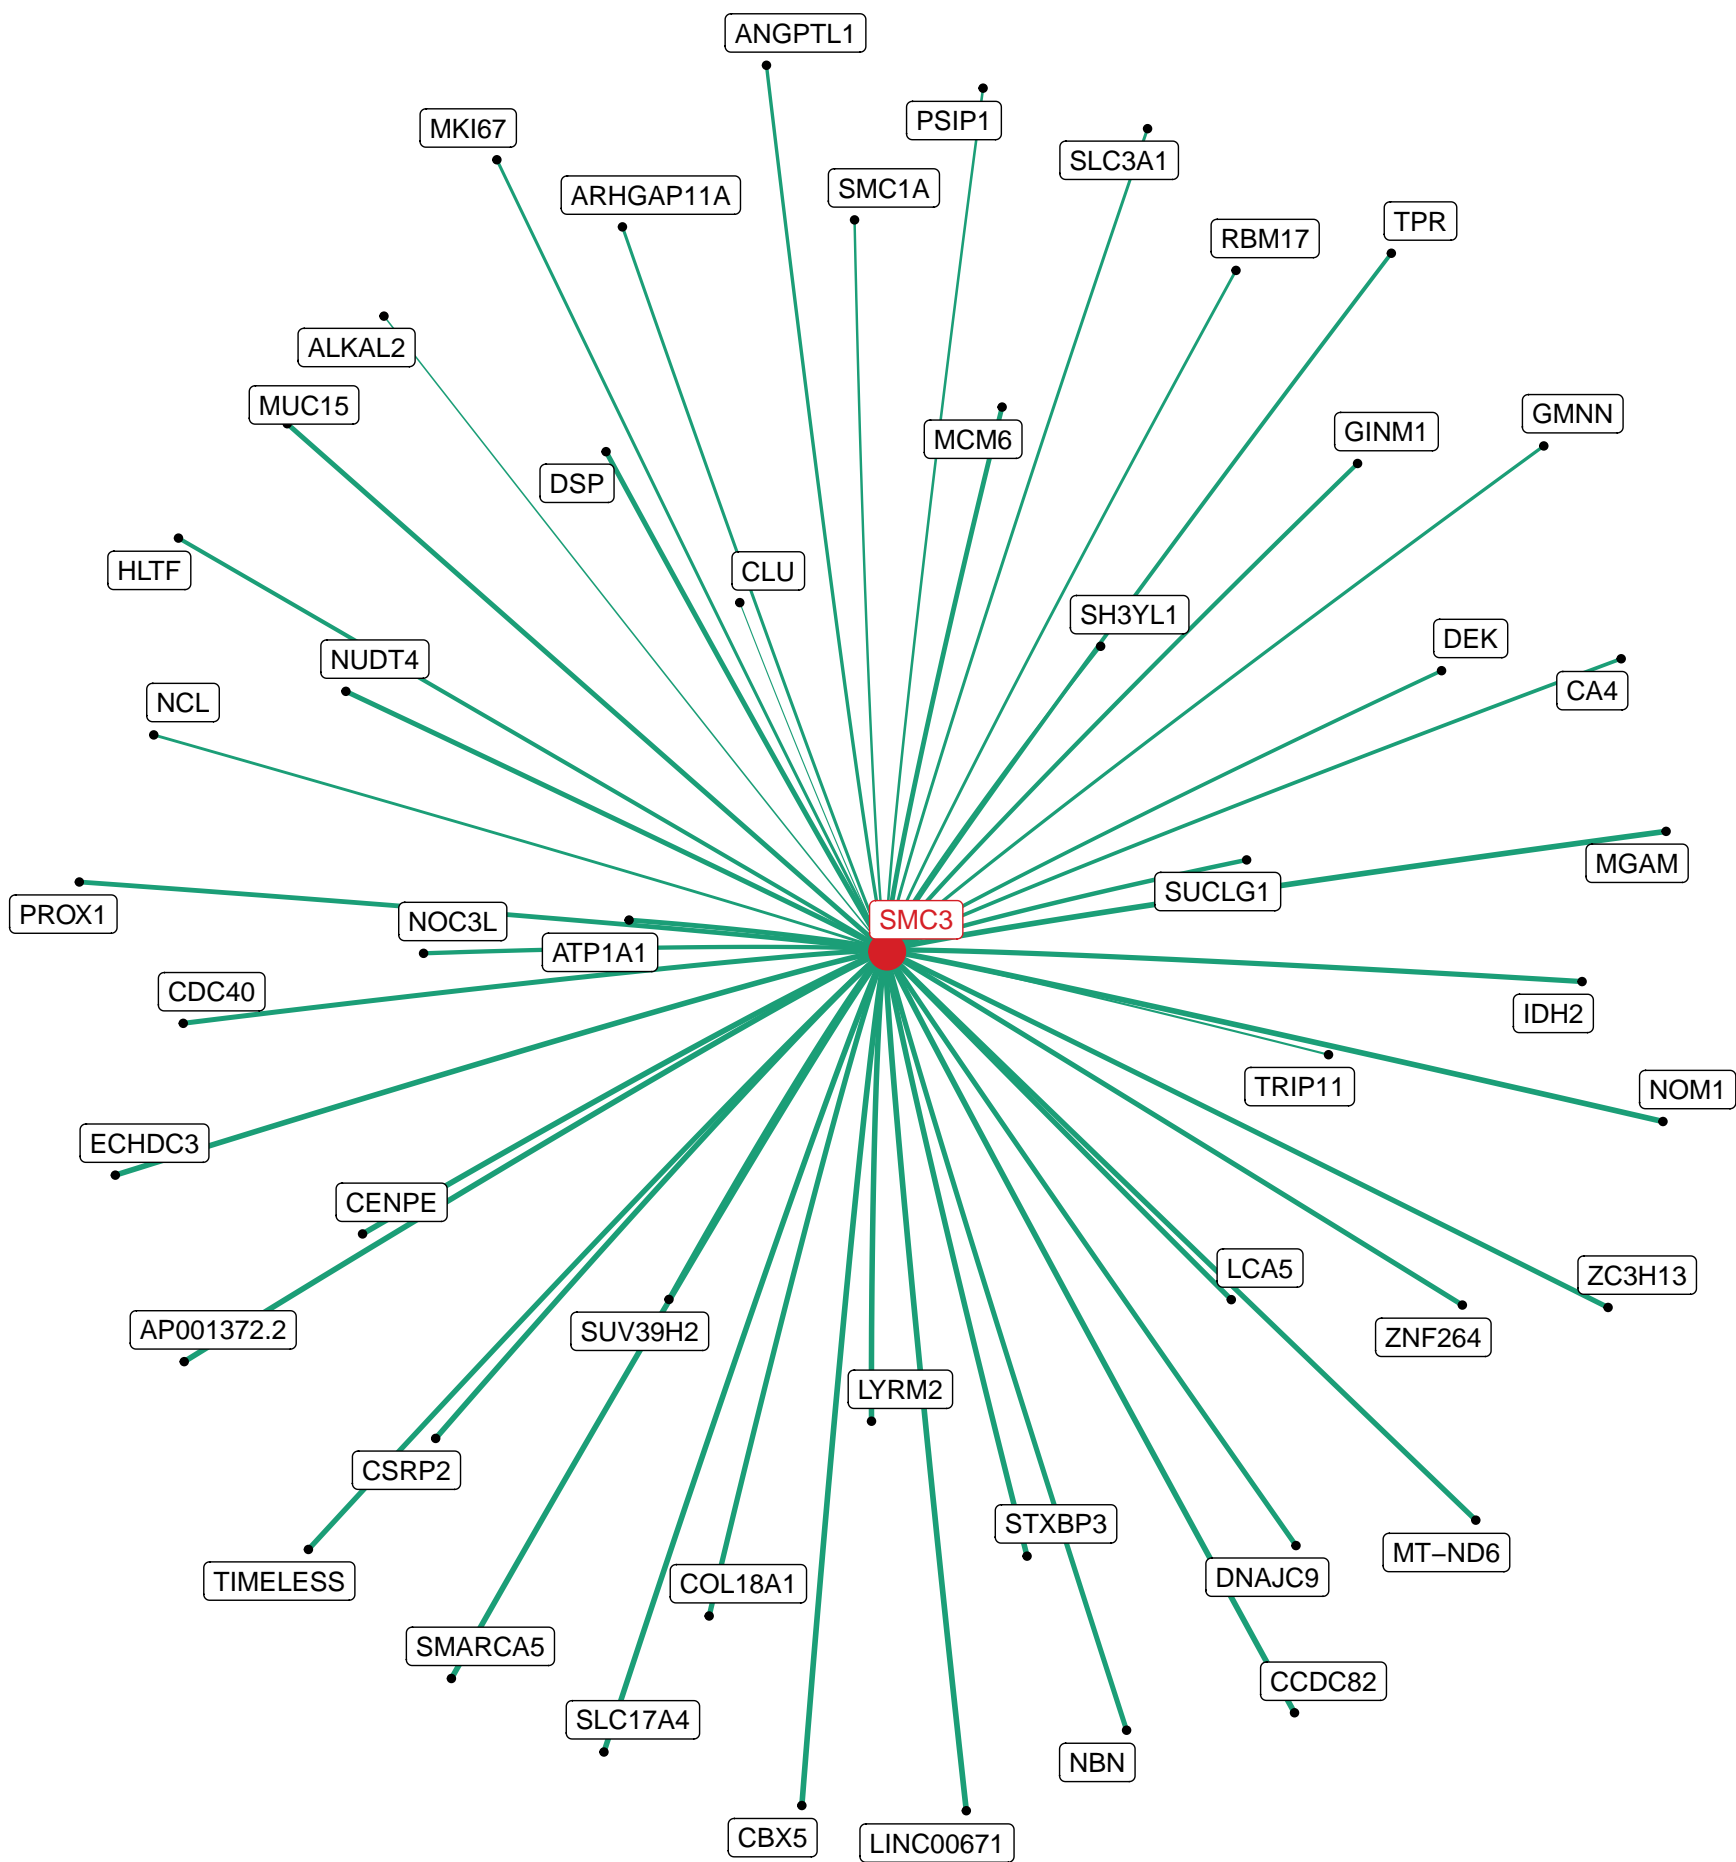 ANGPTL1
PSIP1
MKI67
SLC3A1
ARHGAP11A
SMC1A
TPR
RBM17
ALKAL2
MUC15
GMNN
GINM1
MCM6
DSP
HLTF
CLU
SH3YL1
DEK
NUDT4
CA4
NCL
MGAM
SUCLG1
PROX1
NOC3L
SMC3
ATP1A1
CDC40
IDH2
TRIP11
NOM1
ECHDC3
CENPE
LCA5
ZC3H13
AP001372.2
SUV39H2
ZNF264
LYRM2
CSRP2
STXBP3
MT−ND6
TIMELESS
COL18A1
DNAJC9
SMARCA5
CCDC82
SLC17A4
NBN
CBX5
LINC00671